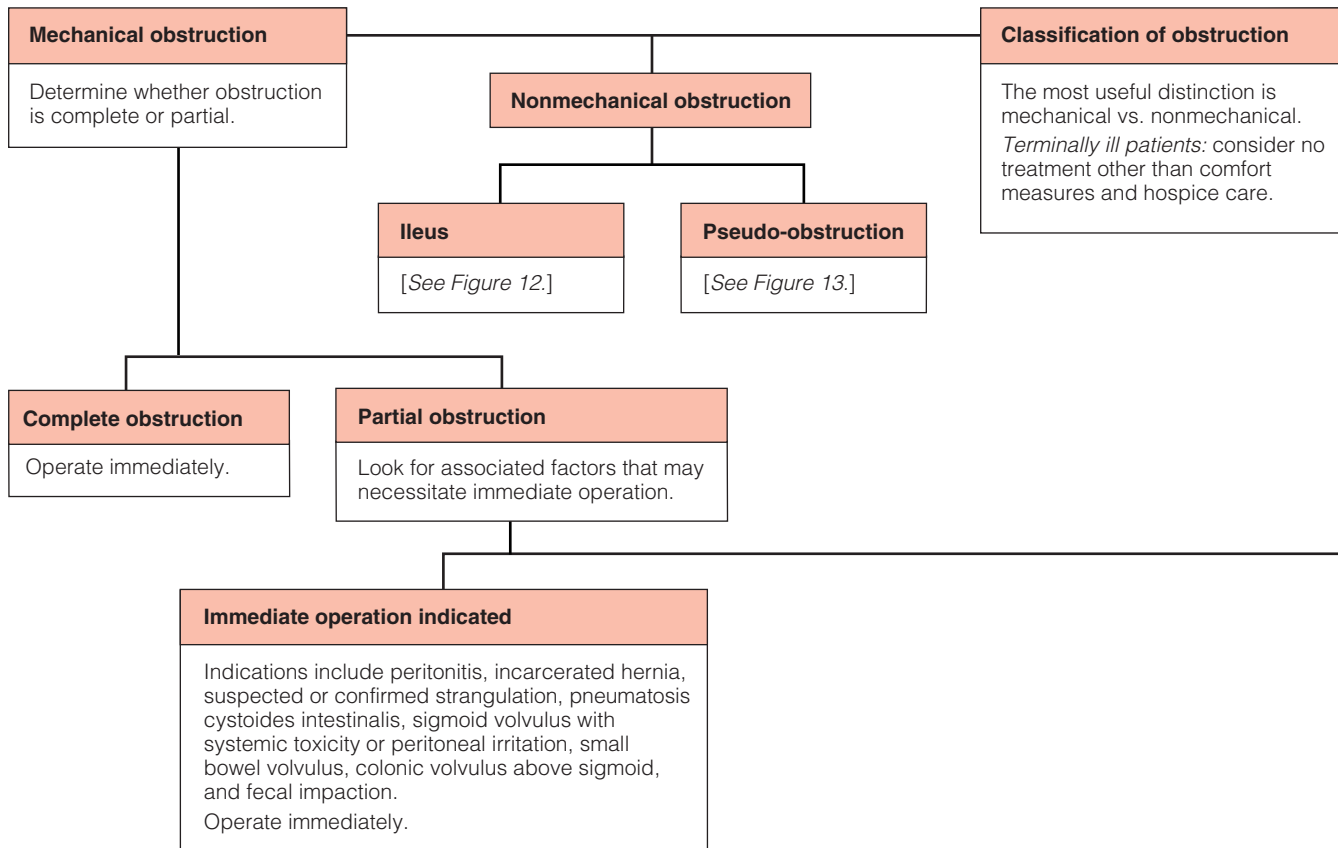 Mechanical obstruction
Determine whether obstruction
is complete or partial.
Nonmechanical obstruction
Classification of obstruction
The most useful distinction is
mechanical vs. nonmechanical.
Terminally ill patients: consider no
treatment other than comfort
measures and hospice care.
Ileus
[See Figure 12.]
Pseudo-obstruction
[See Figure 13.]
Complete obstruction
Operate immediately.
Partial obstruction
Look for associated factors that may
necessitate immediate operation.
Immediate operation indicated
Indications include peritonitis, incarcerated hernia,
suspected or confirmed strangulation, pneumatosis
cystoides intestinalis, sigmoid volvulus with
systemic toxicity or peritoneal irritation, small
bowel volvulus, colonic volvulus above sigmoid,
and fecal impaction.
Operate immediately.